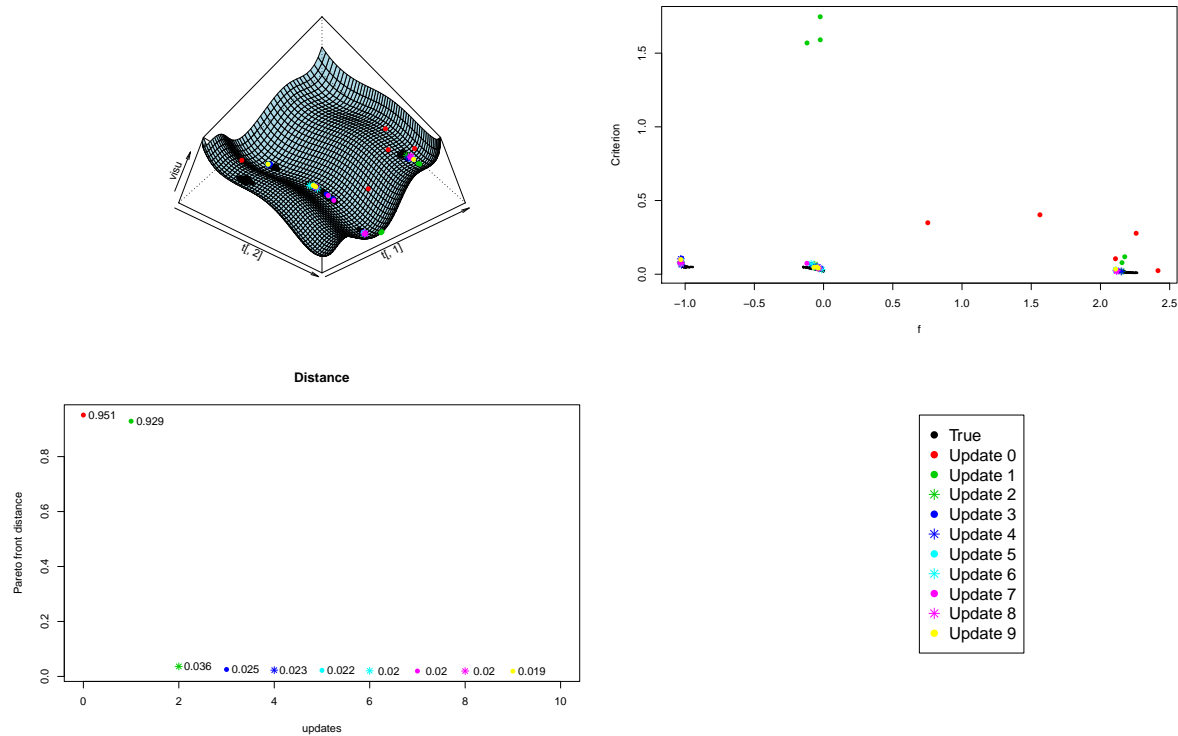 visu
t[, 2]
t[, 1]
Criterion
0.0
0.5
1.0
1.5
−1.0
−0.5
0.0
0.5
1.0
1.5
2.0
2.5
f
Distance
Pareto front distance
0.0
0.2
0.4
0.6
0.8
0.951
0.929
0.036
0.025
0.023
0.022
0.02
0.02
0.02
0.019
0
2
4
6
8
10
updates
True
Update 0
Update 1
Update 2
Update 3
Update 4
Update 5
Update 6
Update 7
Update 8
Update 9